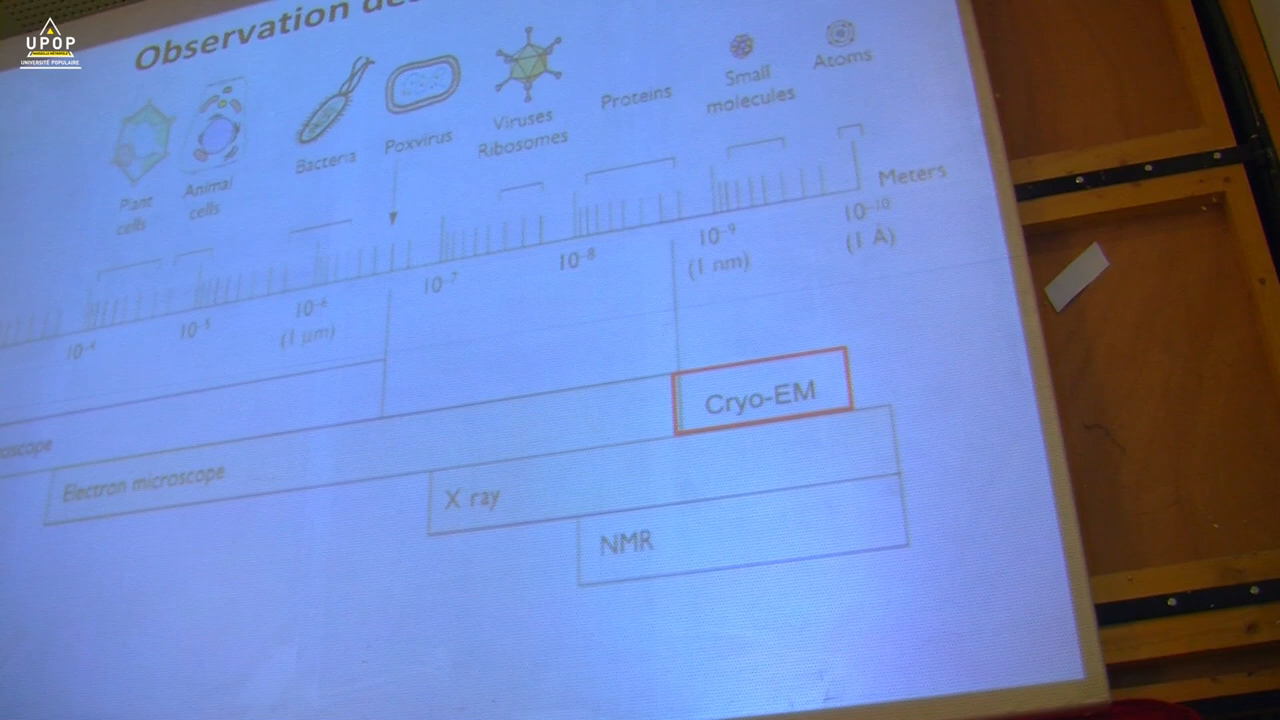 UPOP
UNIVERSITÉ POPULAIRE
Observation
Plant
cells
Animal
cells
Bacteria
Poxvirus
Viruses
Ribosomes
Proteins
Small
molecules
Atoms
Meters
10⁻⁴
10⁻⁵
10⁻⁶
(1 μm)
10⁻⁷
10⁻⁸
10⁻⁹
(1 nm)
10⁻¹⁰
(1 Å)
Cryo-EM
Electron microscope
X ray
NMR